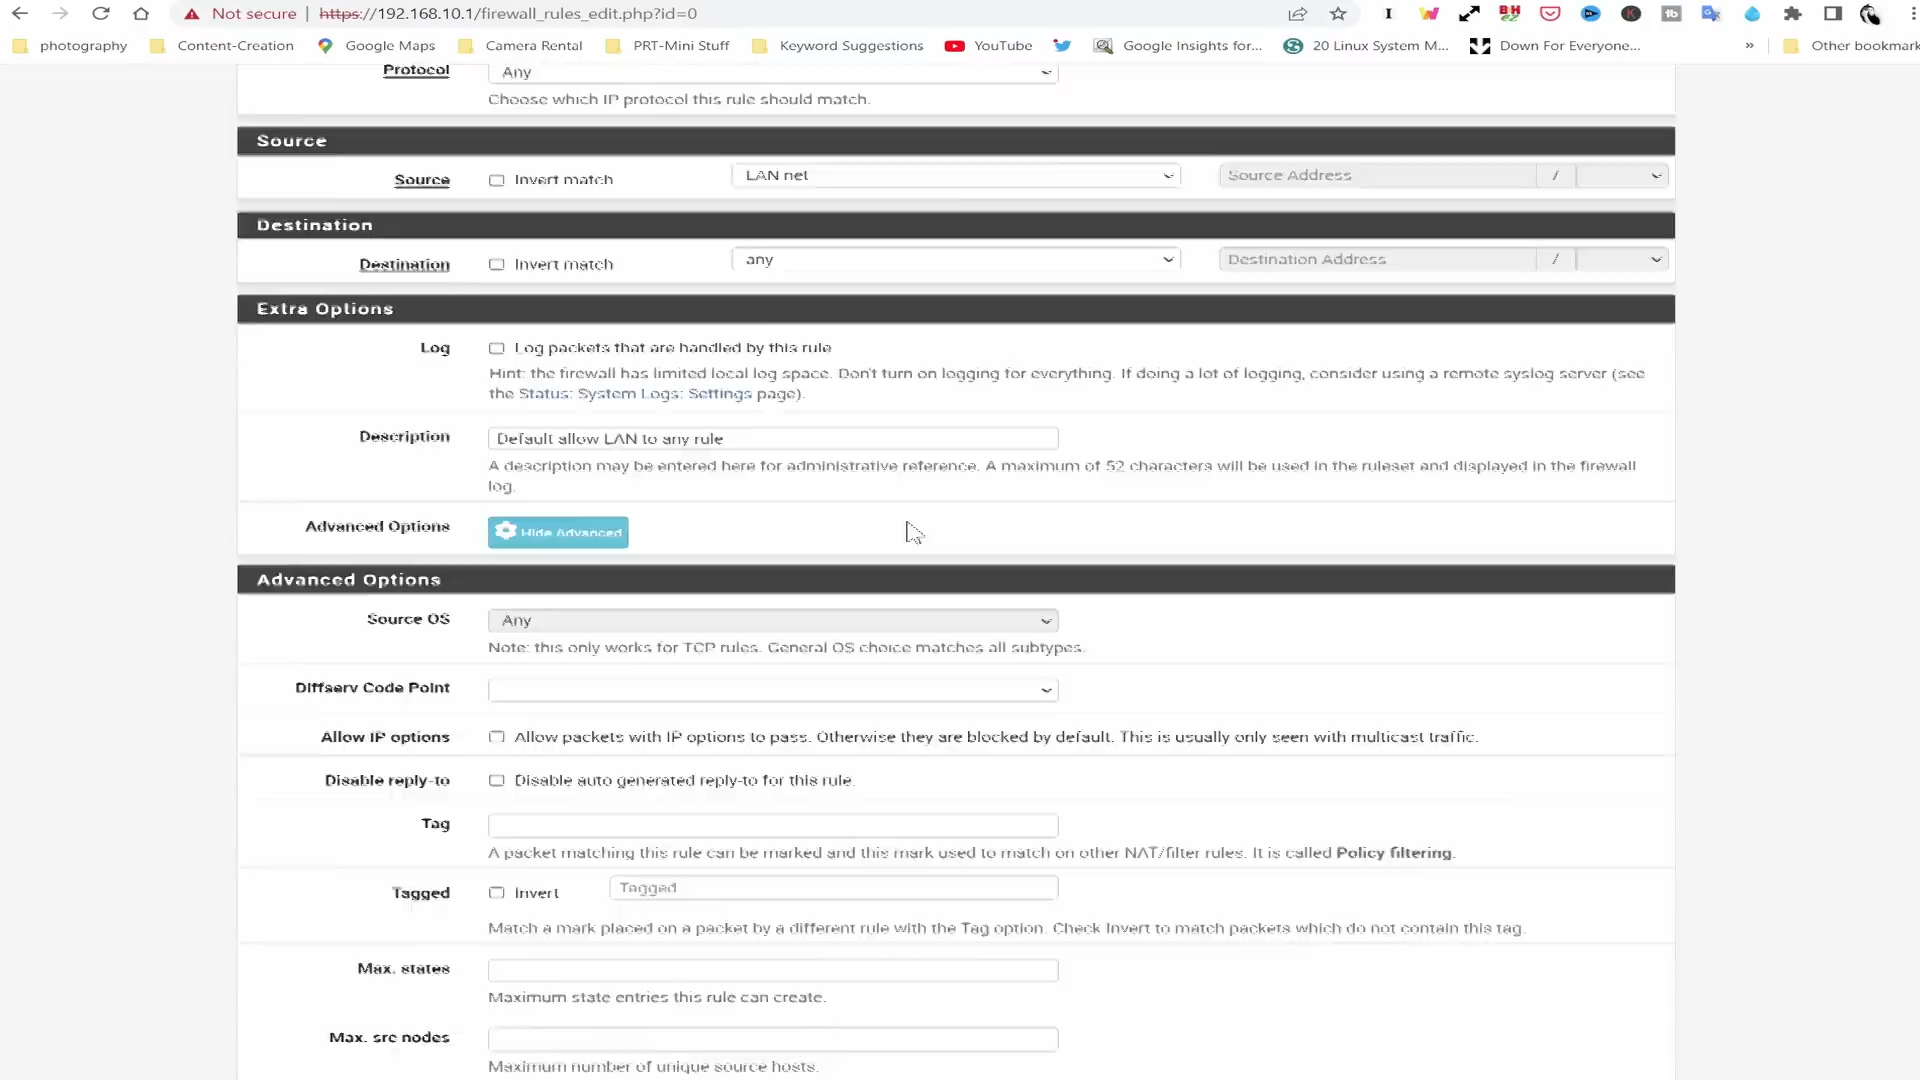 Not secure | https://192.168.10.1/firewall_rules_edit.php?id=0
photography Content-Creation Google Maps Camera Rental PRT-Mini Stuff Keyword Suggestions YouTube Google Insights for... 20 Linux System M... Down For Everyone... » Other bookmark
Protocol Any
Choose which IP protocol this rule should match.
Source
Source Invert match LAN net Source Address /
Destination
Destination Invert match any Destination Address /
Extra Options
Log Log packets that are handled by this rule
Hint: the firewall has limited local log space. Don't turn on logging for everything. If doing a lot of logging, consider using a remote syslog server (see
the Status: System Logs: Settings page).
Description Default allow LAN to any rule
A description may be entered here for administrative reference. A maximum of 52 characters will be used in the ruleset and displayed in the firewall
log.
Advanced Options Hide Advanced
Advanced Options
Source OS Any
Note: this only works for TCP rules. General OS choice matches all subtypes.
Diffserv Code Point
Allow IP options Allow packets with IP options to pass. Otherwise they are blocked by default. This is usually only seen with multicast traffic.
Disable reply-to Disable auto generated reply-to for this rule.
Tag
A packet matching this rule can be marked and this mark used to match on other NAT/filter rules. It is called Policy filtering.
Tagged Invert Tagged
Match a mark placed on a packet by a different rule with the Tag option. Check Invert to match packets which do not contain this tag.
Max. states
Maximum state entries this rule can create.
Max. src nodes
Maximum number of unique source hosts.